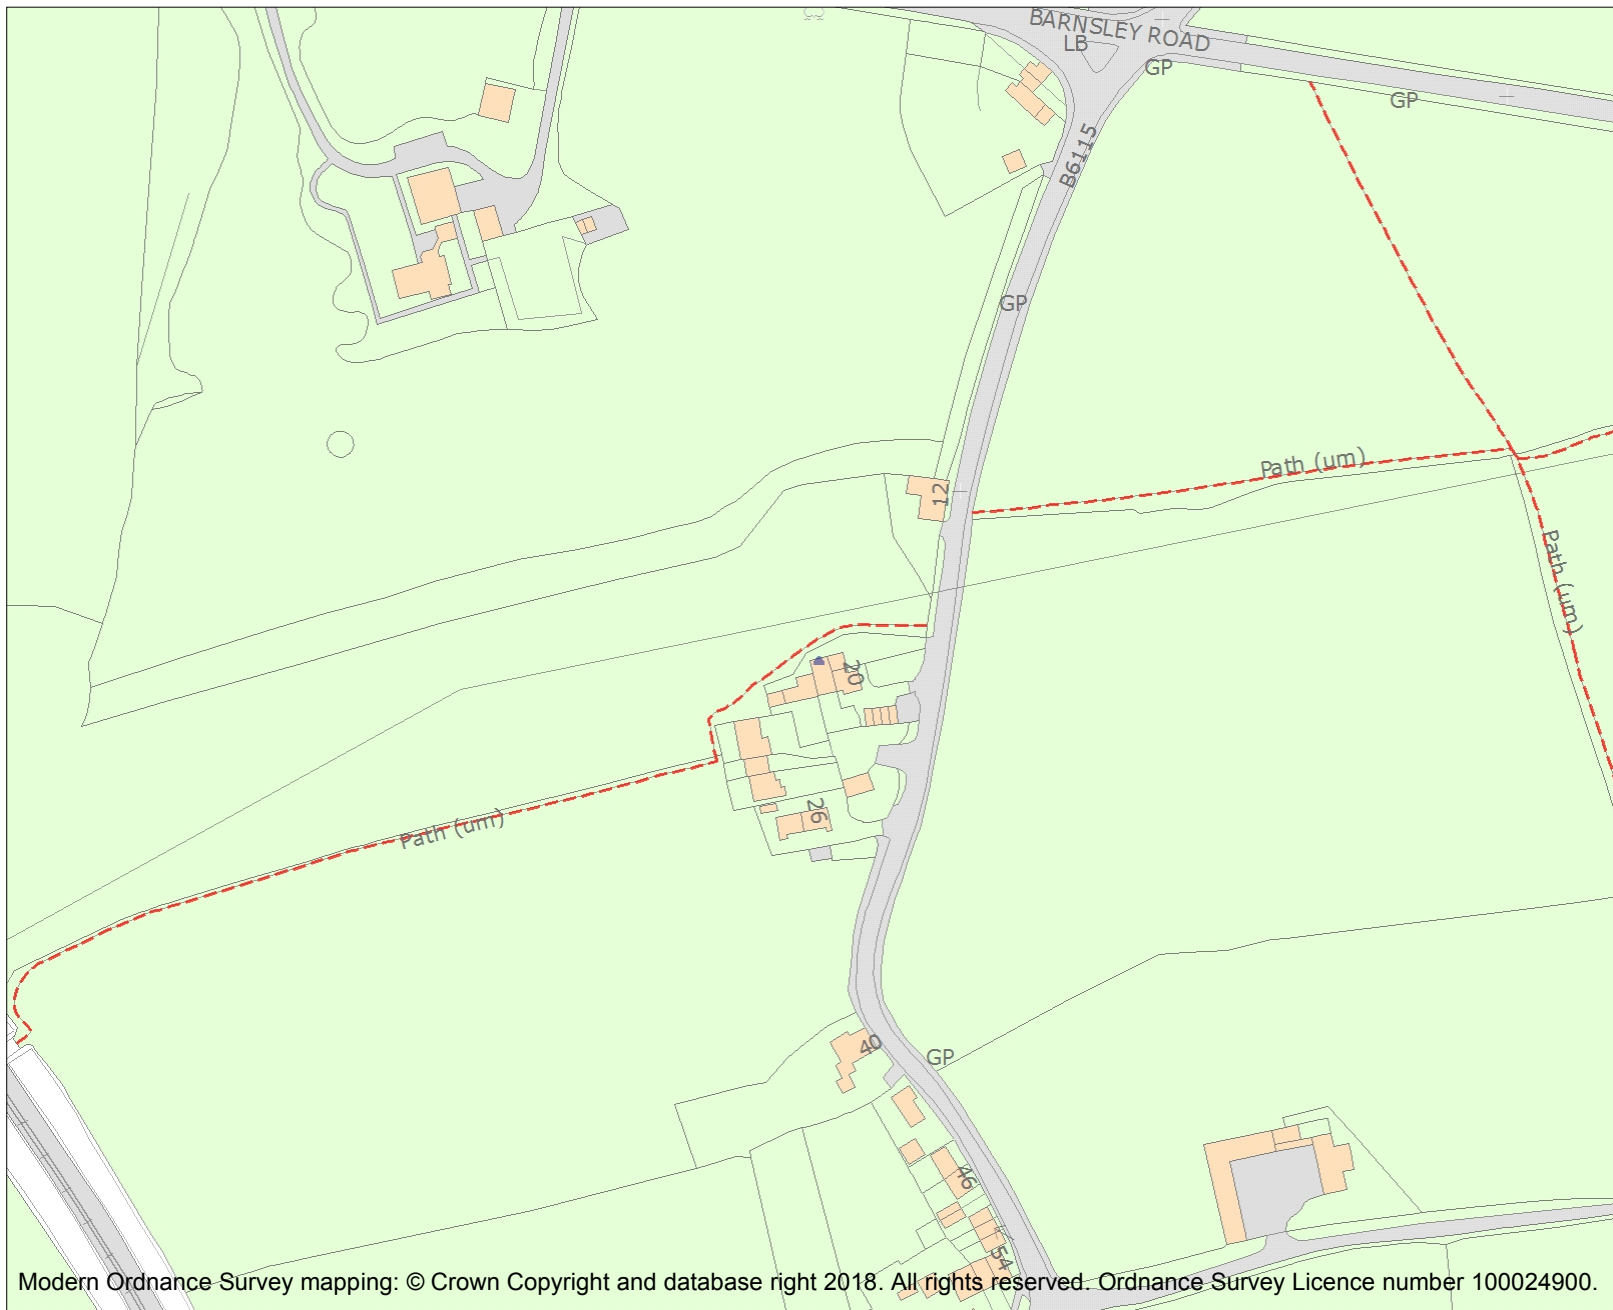 BARNSLEY ROAD
LB
GP
GP
B6115
GP
Path (um)
12
Path (um)
20
26
Path (um)
40
GP
46
54
Modern Ordnance Survey mapping: © Crown Copyright and database right 2018. All rights reserved. Ordnance Survey Licence number 100024900.